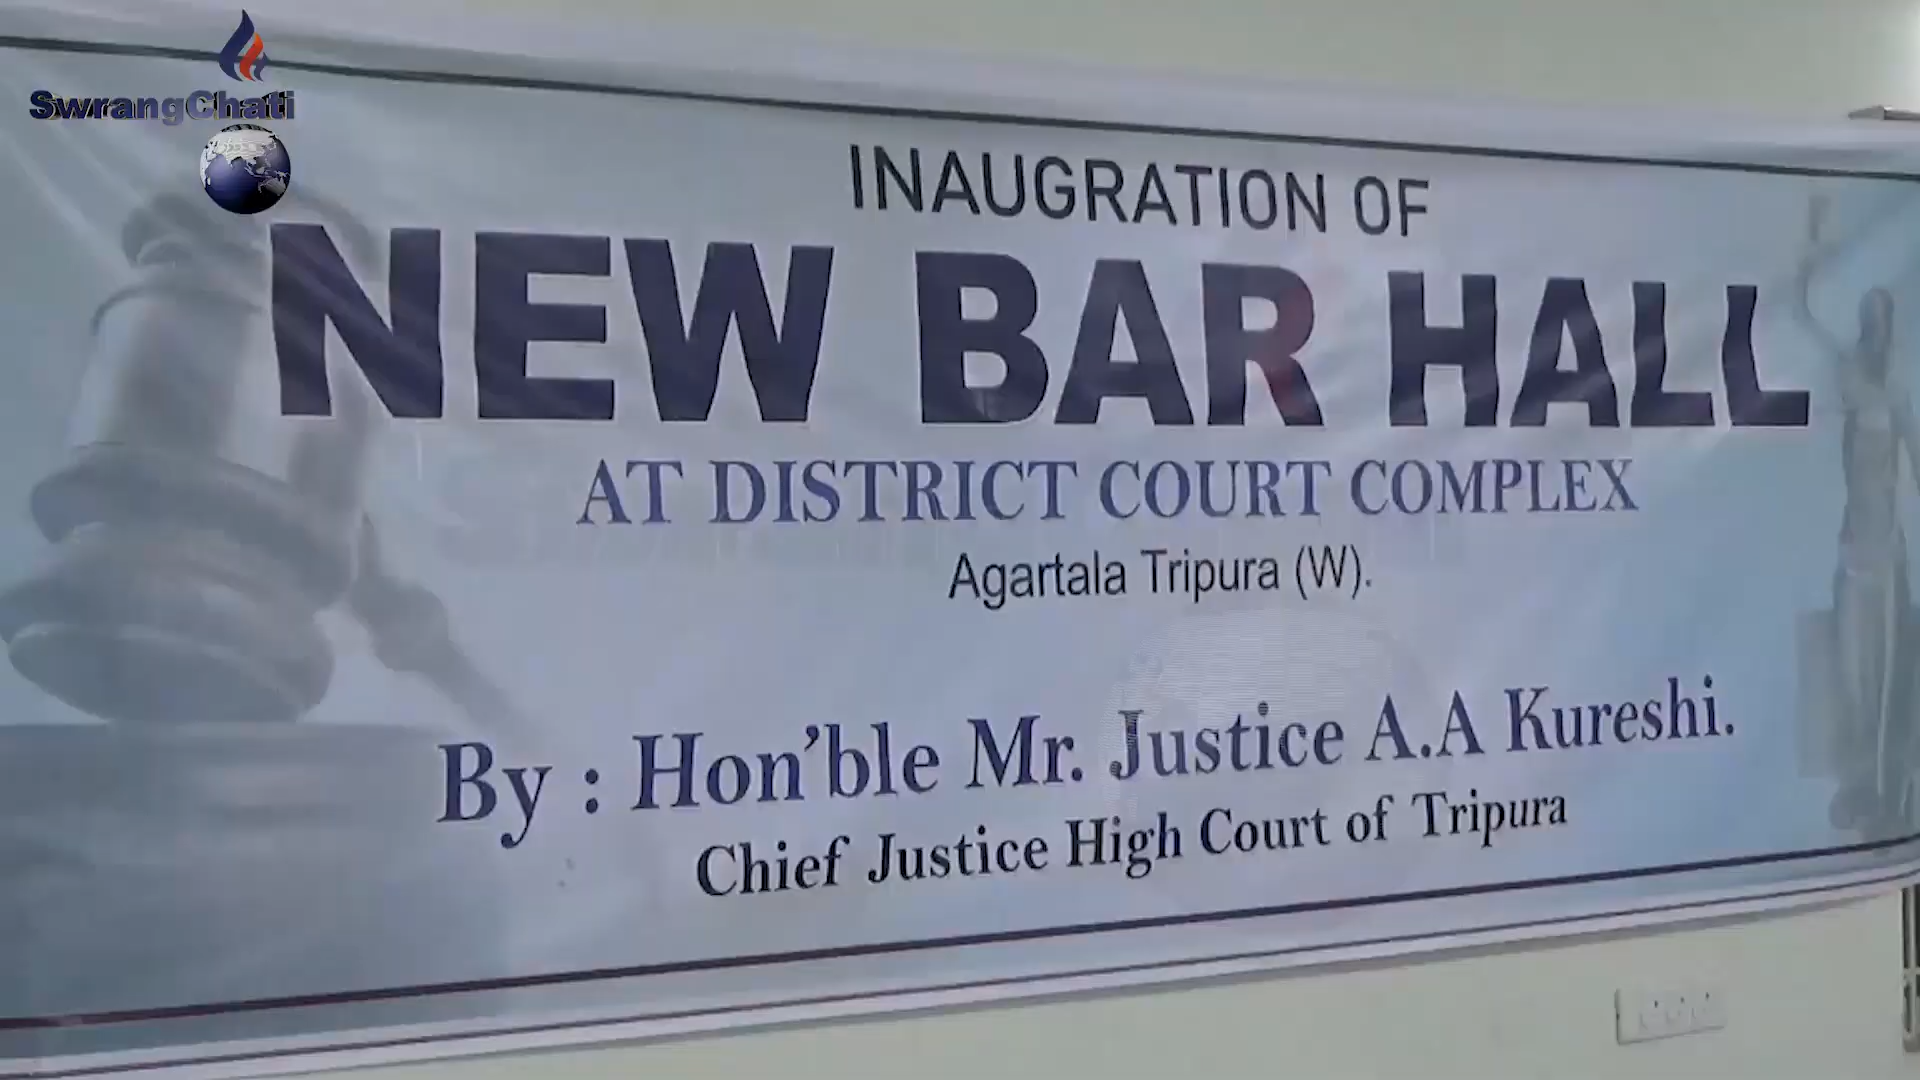 SwrangChati
INAUGRATION OF
NEW BAR HALL
AT DISTRICT COURT COMPLEX
Agartala Tripura (W).
By : Hon'ble Mr. Justice A.A Kureshi.
Chief Justice High Court of Tripura